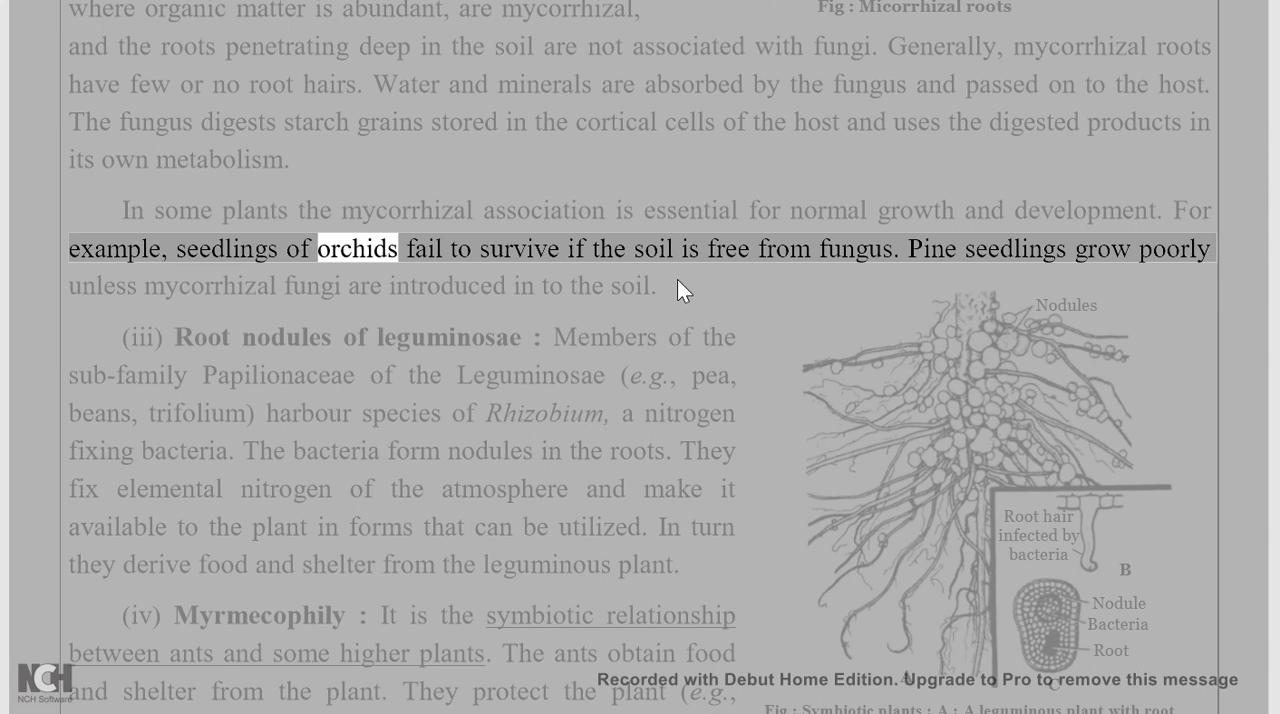 where organic matter is abundant, are mycorrhizal,
Fig : Micorrhizal roots
and the roots penetrating deep in the soil are not associated with fungi. Generally, mycorrhizal roots
have few or no root hairs. Water and minerals are absorbed by the fungus and passed on to the host.
The fungus digests starch grains stored in the cortical cells of the host and uses the digested products in
its own metabolism.
In some plants the mycorrhizal association is essential for normal growth and development. For
example, seedlings of orchids fail to survive if the soil is free from fungus. Pine seedlings grow poorly
unless mycorrhizal fungi are introduced in to the soil.
(iii) Root nodules of leguminosae : Members of the
sub-family Papilionaceae of the Leguminosae (e.g., pea,
beans, trifolium) harbour species of Rhizobium, a nitrogen
fixing bacteria. The bacteria form nodules in the roots. They
fix elemental nitrogen of the atmosphere and make it
available to the plant in forms that can be utilized. In turn
they derive food and shelter from the leguminous plant.
(iv) Myrmecophily : It is the symbiotic relationship
between ants and some higher plants. The ants obtain food
and shelter from the plant. They protect the plant (e.g.,
Nodules
Root hair
infected by
bacteria
B
Nodule
Bacteria
Root
A
C
Fig : Symbiotic plants : A : A leguminous plant with root
NCH
NCH Software
Recorded with Debut Home Edition. Upgrade to Pro to remove this message